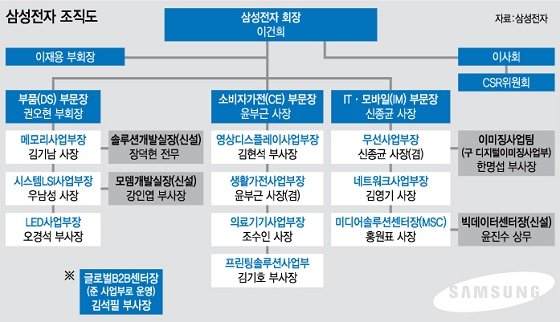 삼성전자 조직도
자료: 삼성전자
삼성전자 회장
이건희
이재용 부회장
이사회
CSR위원회
부품(DS) 부문장
권오현 부회장
소비자가전(CE) 부문장
윤부근 사장
IT·모바일(IM) 부문장
신종균 사장
메모리사업부장
김기남 사장
솔루션개발실장(신설)
장덕현 전무
시스템LSI사업부장
우남성 사장
모뎀개발실장(신설)
강인엽 부사장
LED사업부장
오경석 부사장
영상디스플레이사업부장
김현석 부사장
생활가전사업부장
윤부근 사장(겸)
의료기기사업부장
조수인 사장
프린팅솔루션사업부
김기호 부사장
무선사업부장
신종균 사장(겸)
이미징사업팀
(구 디지털이미징사업부)
한명섭 부사장
네트워크사업부장
김영기 사장
미디어솔루션센터장(MSC)
홍원표 사장
빅데이터센터장(신설)
윤진수 상무
※
글로벌B2B센터장
(준 사업부로 운영)
김석필 부사장
SAMSUNG